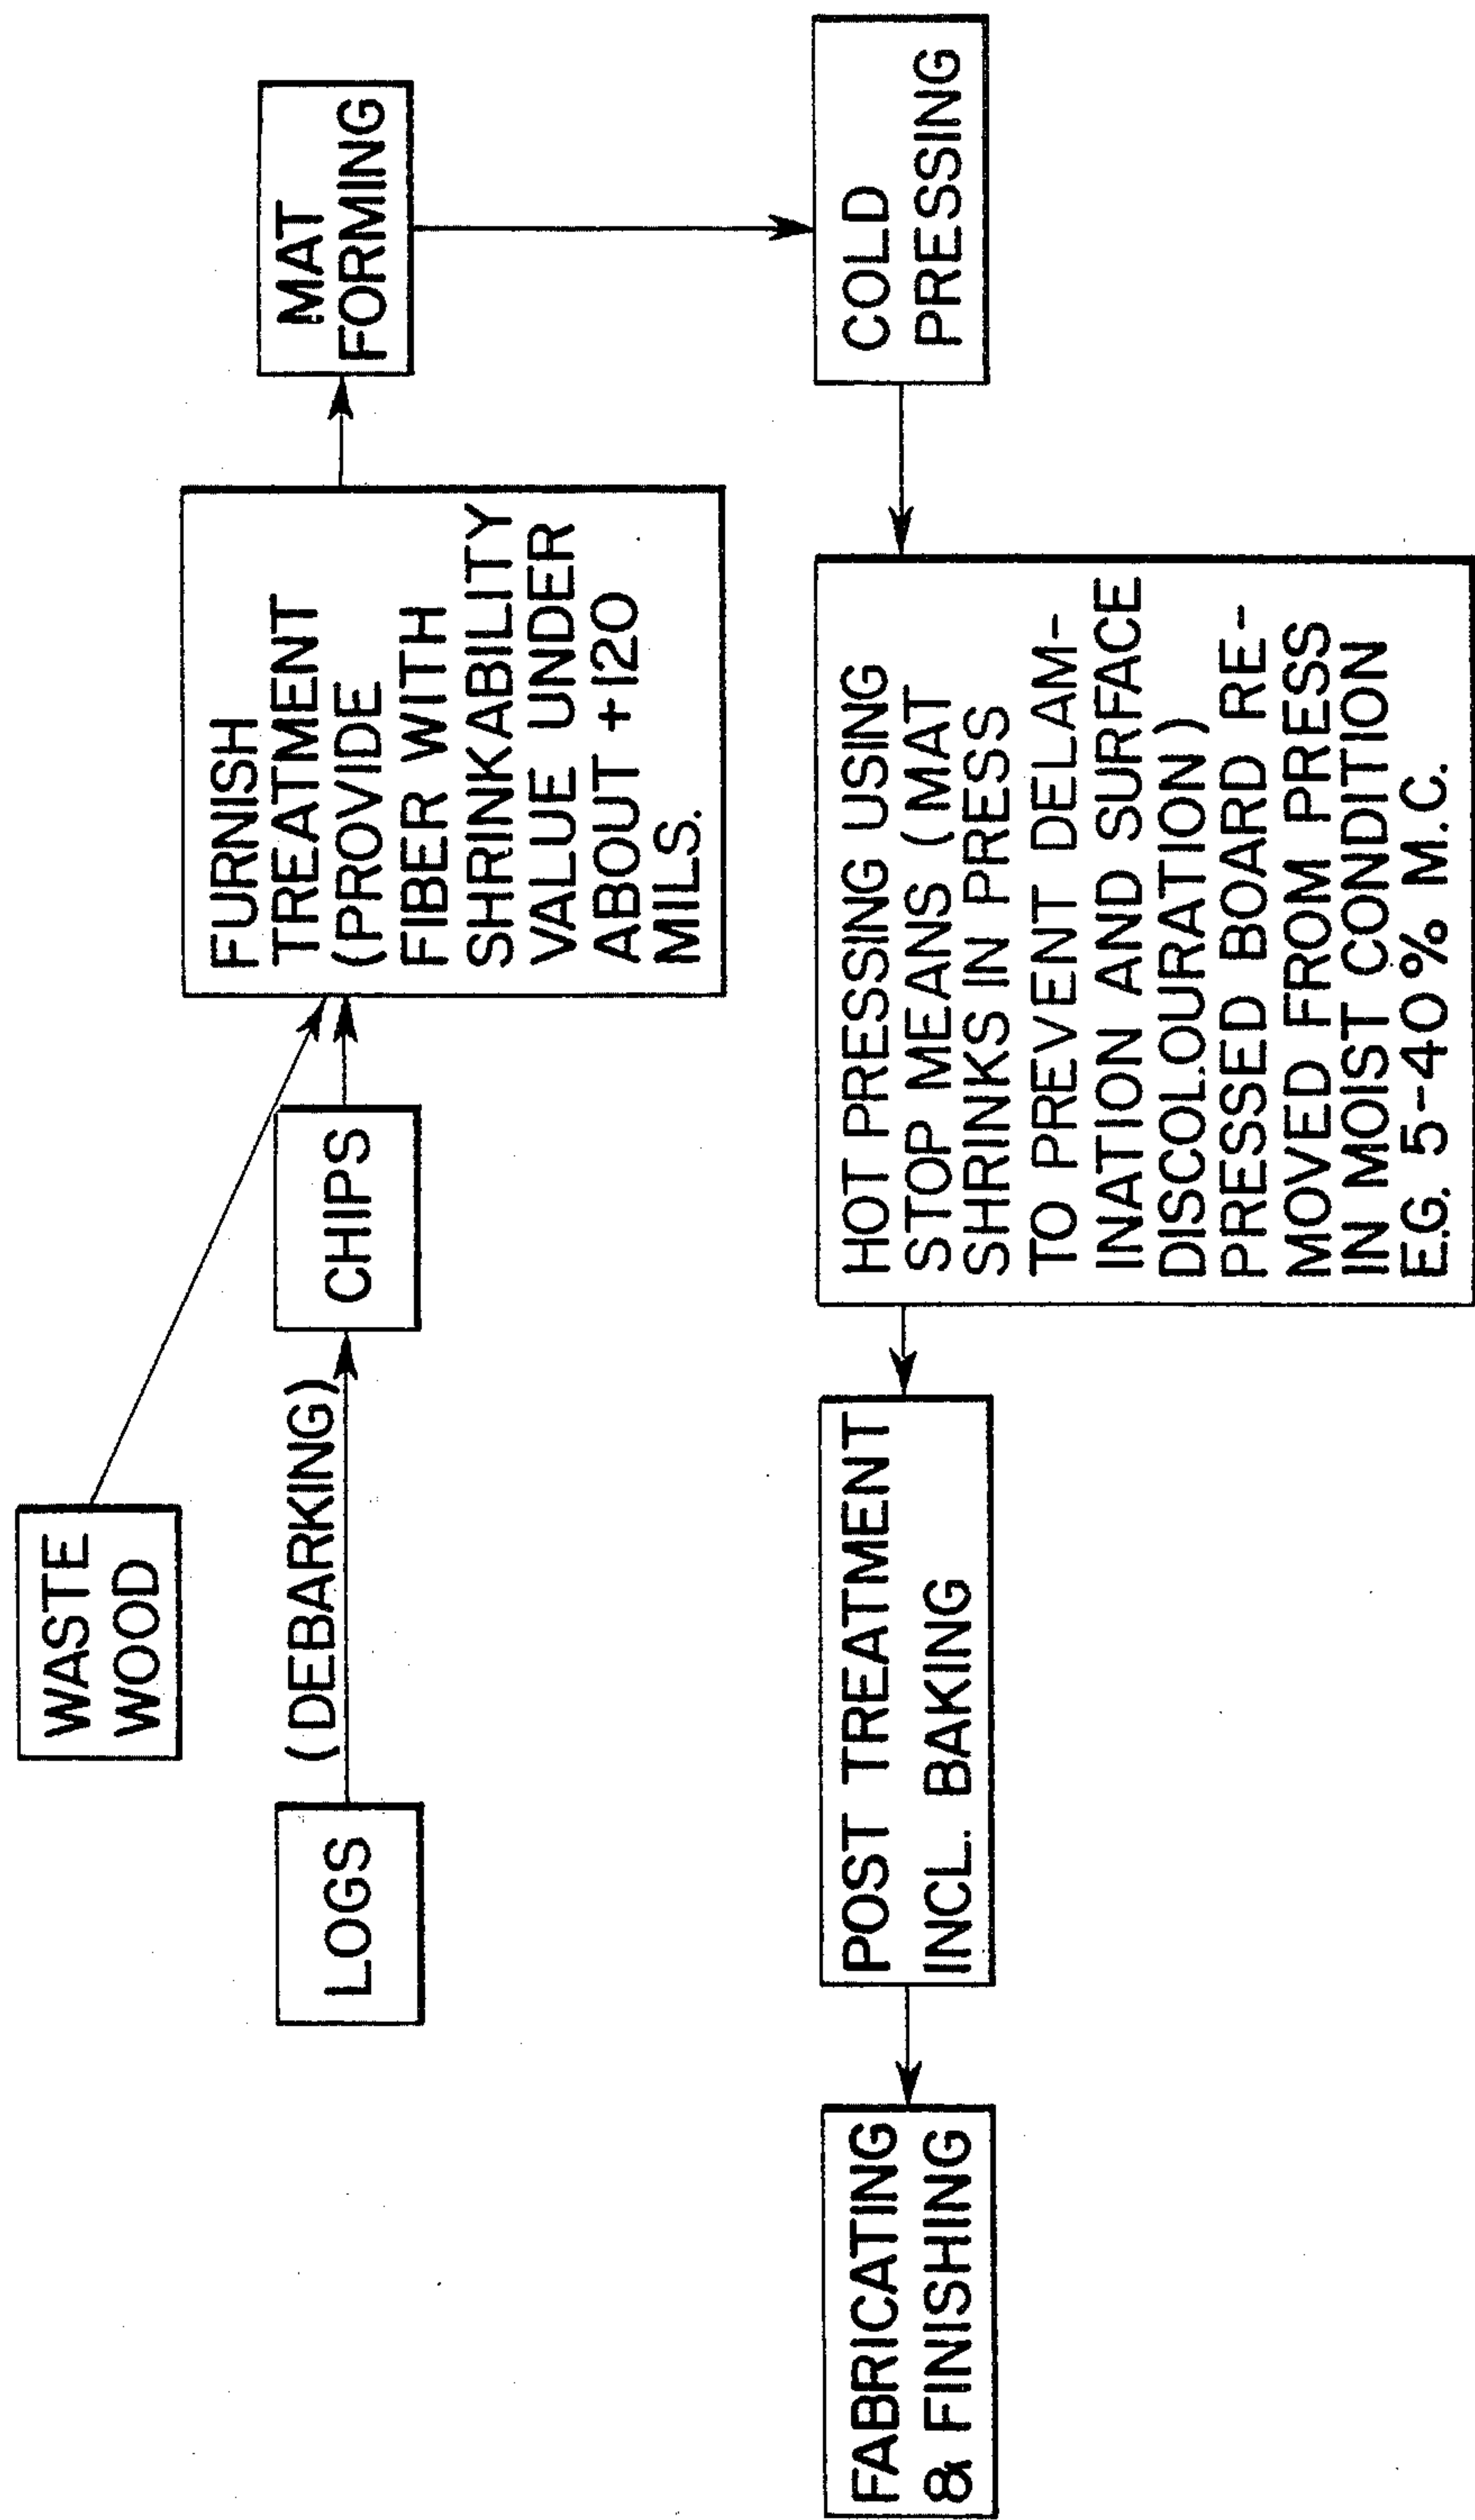 WASTE
WOOD
LOGS
(DEBARKING)
CHIPS
FURNISH
TREATMENT
(PROVIDE
FIBER WITH
SHRINKABILITY
VALUE UNDER
ABOUT +120
MILS.
MAT
FORMING
COLD
PRESSING
HOT PRESSING USING
STOP MEANS (MAT
SHRINKS IN PRESS
TO PREVENT DELAM-
INATION AND SURFACE
DISCOLOURATION)
PRESSED BOARD RE-
MOVED FROM PRESS
IN MOIST CONDITION
E.G. 5-40% M.C.
POST TREATMENT
INCL. BAKING
FABRICATING
& FINISHING